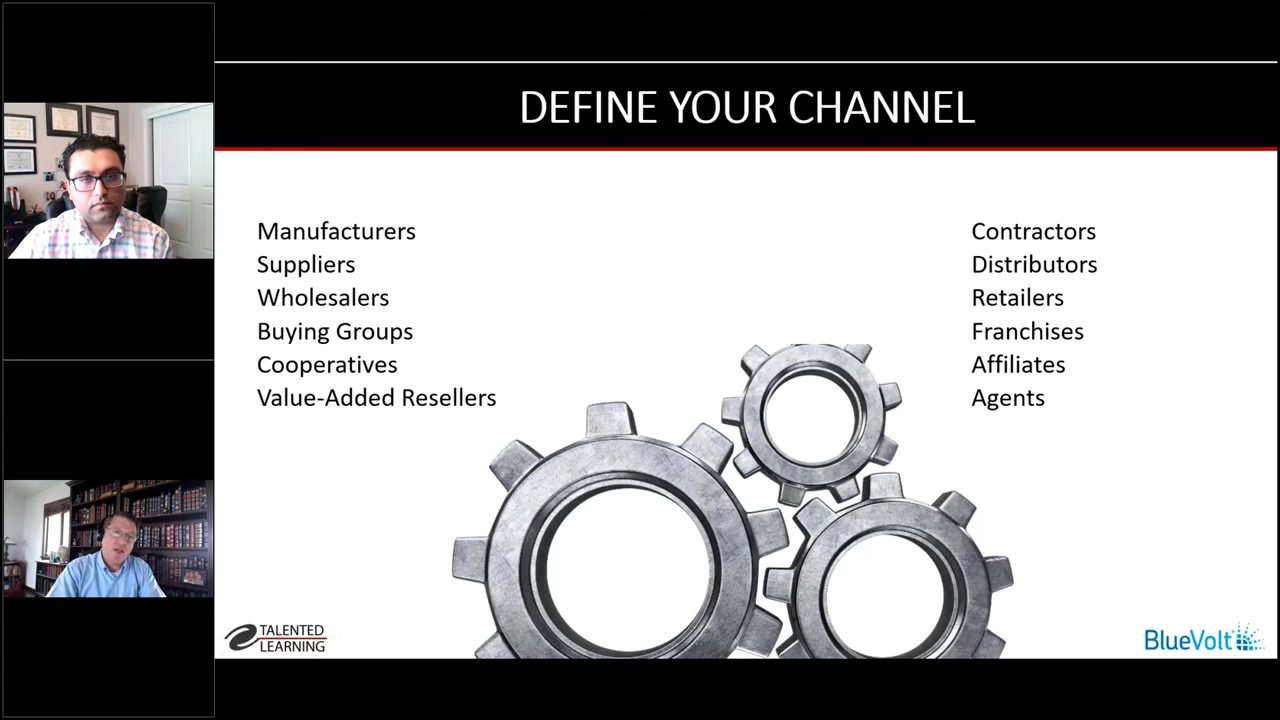 DEFINE YOUR CHANNEL
Manufacturers
Suppliers
Wholesalers
Buying Groups
Cooperatives
Value-Added Resellers
Contractors
Distributors
Retailers
Franchises
Affiliates
Agents
TALENTED
LEARNING
BlueVolt